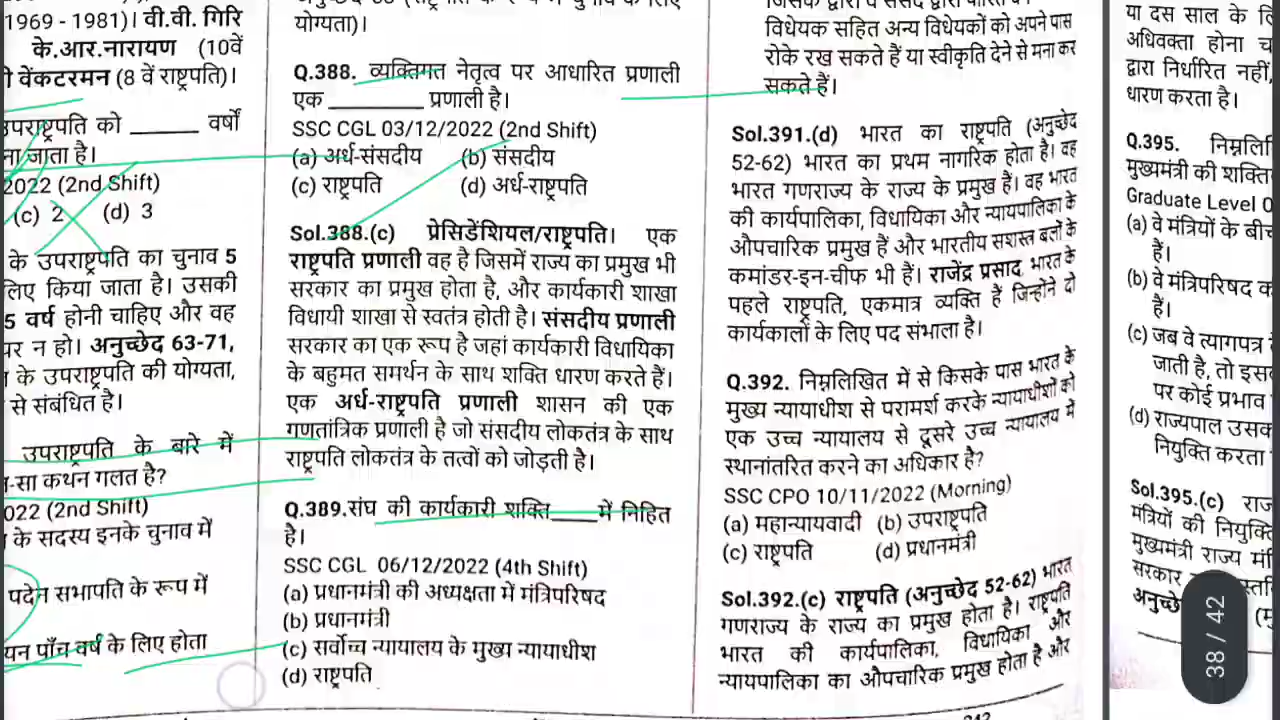 1969 - 1981)। वी.वी. गिरि
के.आर.नारायण (10वें
वेंकटरमन (8 वें राष्ट्रपति)।
उपराष्ट्रपति को ______ वर्षों
जाता है।
2022 (2nd Shift)
(c) 2 (d) 3
के उपराष्ट्रपति का चुनाव 5
लिए किया जाता है। उसकी
5 वर्ष होनी चाहिए और वह
पर न हो। अनुच्छेद 63-71,
के उपराष्ट्रपति की योग्यता,
से संबंधित है।
उपराष्ट्रपति के बारे में
-सा कथन गलत है?
022 (2nd Shift)
के सदस्य इनके चुनाव में
पदेन सभापति के रूप में
पाँच वर्ष के लिए होता
योग्यता)।
Q.388. व्यक्तिगत नेतृत्व पर आधारित प्रणाली
एक _________ प्रणाली है।
SSC CGL 03/12/2022 (2nd Shift)
(a) अर्ध-संसदीय (b) संसदीय
(c) राष्ट्रपति (d) अर्ध-राष्ट्रपति
Sol.388.(c) प्रेसिडेंशियल/राष्ट्रपति। एक
राष्ट्रपति प्रणाली वह है जिसमें राज्य का प्रमुख भी
सरकार का प्रमुख होता है, और कार्यकारी शाखा
विधायी शाखा से स्वतंत्र होती है। संसदीय प्रणाली
सरकार का एक रूप है जहां कार्यकारी विधायिका
के बहुमत समर्थन के साथ शक्ति धारण करते हैं।
एक अर्ध-राष्ट्रपति प्रणाली शासन की एक
गणतांत्रिक प्रणाली है जो संसदीय लोकतंत्र के साथ
राष्ट्रपति लोकतंत्र के तत्वों को जोड़ती है।
Q.389.संघ की कार्यकारी शक्ति____में निहित
है।
SSC CGL 06/12/2022 (4th Shift)
(a) प्रधानमंत्री की अध्यक्षता में मंत्रिपरिषद
(b) प्रधानमंत्री
(c) सर्वोच्च न्यायालय के मुख्य न्यायाधीश
(d) राष्ट्रपति
विधेयक सहित अन्य विधेयकों को अपने पास
रोके रख सकते हैं या स्वीकृति देने से मना कर
सकते हैं।
Sol.391.(d) भारत का राष्ट्रपति (अनुच्छेद
52-62) भारत का प्रथम नागरिक होता है। वह
भारत गणराज्य के राज्य के प्रमुख हैं। वह भारत
की कार्यपालिका, विधायिका और न्यायपालिका के
औपचारिक प्रमुख हैं और भारतीय सशस्त्र बलों के
कमांडर-इन-चीफ भी हैं। राजेंद्र प्रसाद भारत के
पहले राष्ट्रपति, एकमात्र व्यक्ति हैं जिन्होंने दो
कार्यकालों के लिए पद संभाला है।
Q.392. निम्नलिखित में से किसके पास भारत के
मुख्य न्यायाधीश से परामर्श करके न्यायाधीशों को
एक उच्च न्यायालय से दूसरे उच्च न्यायालय में
स्थानांतरित करने का अधिकार है?
SSC CPO 10/11/2022 (Morning)
(a) महान्यायवादी (b) उपराष्ट्रपति
(c) राष्ट्रपति (d) प्रधानमंत्री
Sol.392.(c) राष्ट्रपति (अनुच्छेद 52-62) भारत
गणराज्य के राज्य का प्रमुख होता है। राष्ट्रपति
भारत की कार्यपालिका, विधायिका और
न्यायपालिका का औपचारिक प्रमुख होता है और
या दस साल के
अधिवक्ता होना
द्वारा निर्धारित नहीं,
धारण करता है।
Q.395.
मुख्यमंत्री की
Graduate Level
(a) वे मंत्रियों के
हैं।
(b) वे मंत्रिपरिषद
हैं।
(c) जब वे त्यागपत्र
जाती है, तो
पर कोई प्रभाव
(d) राज्यपाल
नियुक्ति करता
Sol.395.(c)
मंत्रियों की
मुख्यमंत्री राज्य
सरकार
38 / 42